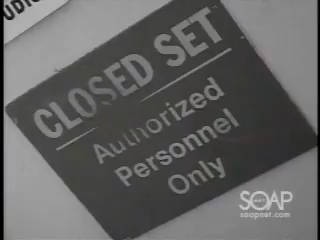 CLOSED SET
Authorized
Personnel
Only
SOAP
soapnet.com